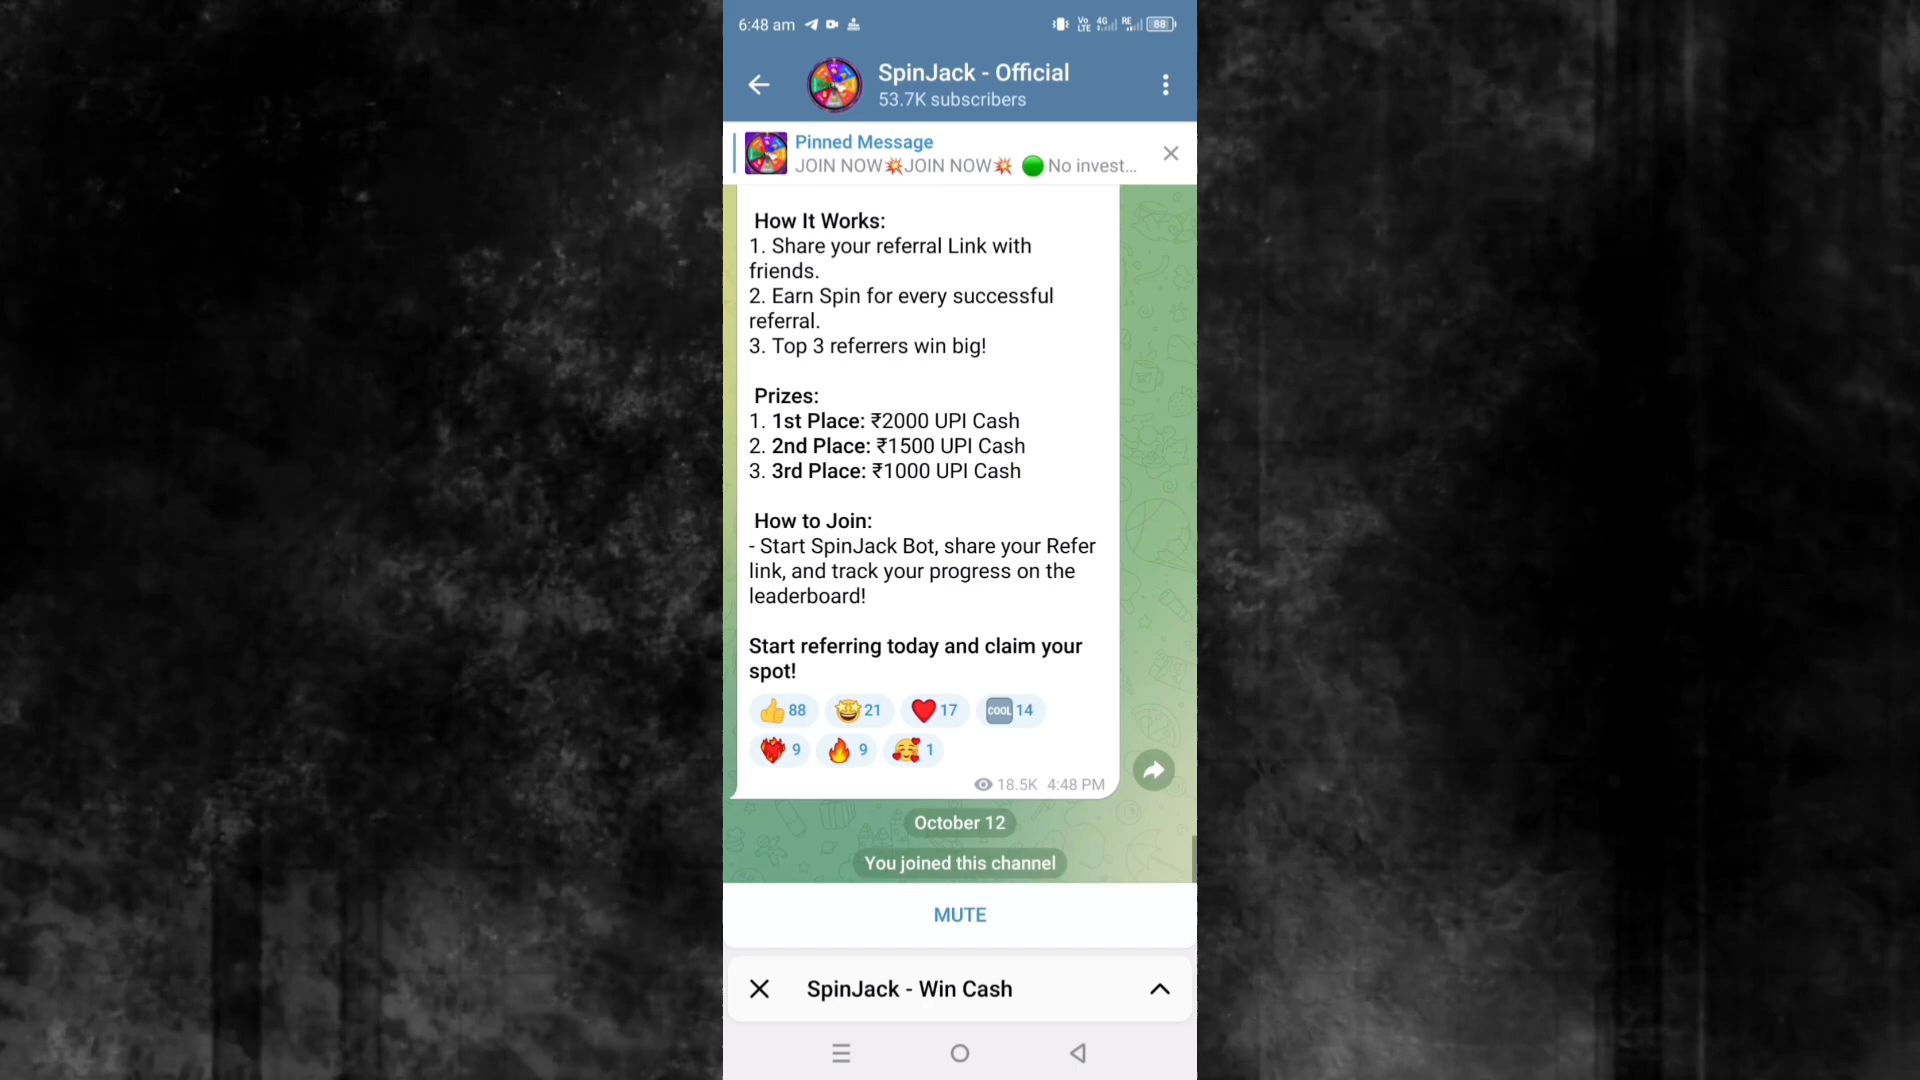 6:48 am
Vo LTE 4G RE 88
SpinJack - Official
53.7K subscribers
Pinned Message
JOIN NOW💥JOIN NOW💥 🟢 No invest...
How It Works:
1. Share your referral Link with
friends.
2. Earn Spin for every successful
referral.
3. Top 3 referrers win big!
Prizes:
1. 1st Place: ₹2000 UPI Cash
2. 2nd Place: ₹1500 UPI Cash
3. 3rd Place: ₹1000 UPI Cash
How to Join:
- Start SpinJack Bot, share your Refer
link, and track your progress on the
leaderboard!
Start referring today and claim your
spot!
👍 88 🤩 21 ❤️ 17 COOL 14
❤️‍🔥 9 🔥 9 🥰 1
18.5K 4:48 PM
October 12
You joined this channel
MUTE
SpinJack - Win Cash